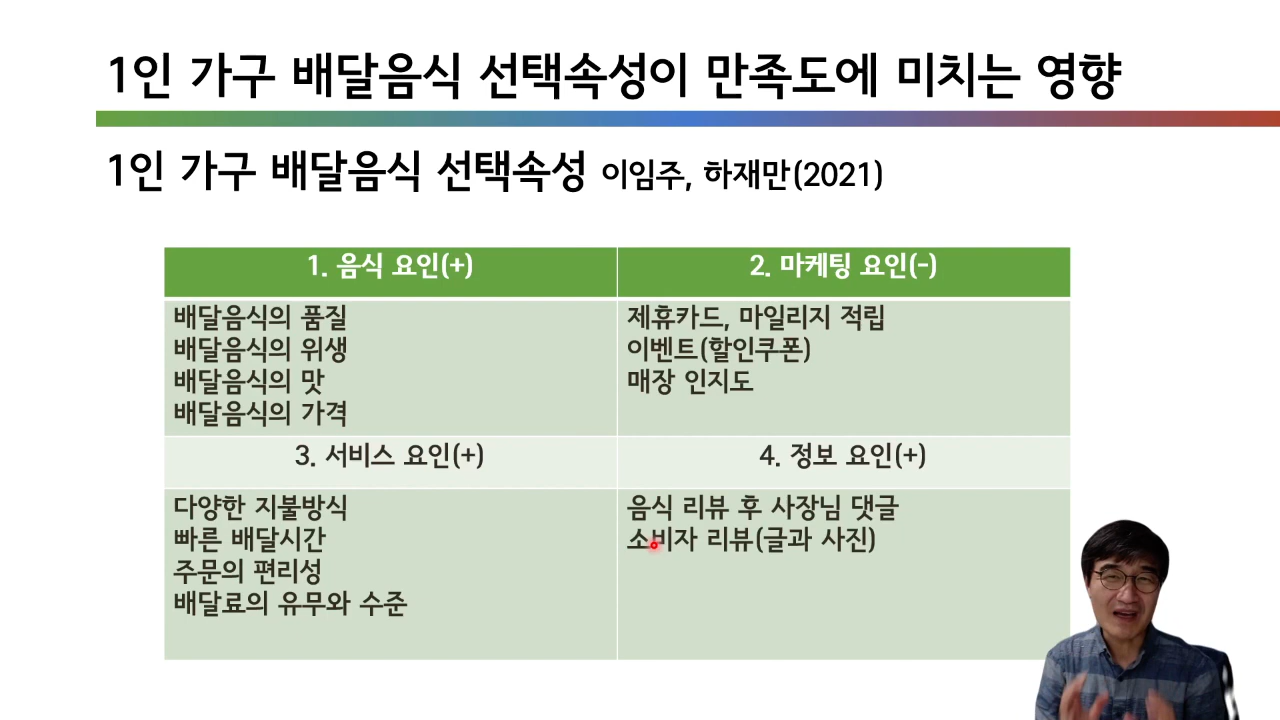 1인 가구 배달음식 선택속성이 만족도에 미치는 영향
1인 가구 배달음식 선택속성 이임주, 하재만(2021)
1. 음식 요인(+)
배달음식의 품질
배달음식의 위생
배달음식의 맛
배달음식의 가격
2. 마케팅 요인(-)
제휴카드, 마일리지 적립
이벤트(할인쿠폰)
매장 인지도
3. 서비스 요인(+)
다양한 지불방식
빠른 배달시간
주문의 편리성
배달료의 유무와 수준
4. 정보 요인(+)
음식 리뷰 후 사장님 댓글
소비자 리뷰(글과 사진)